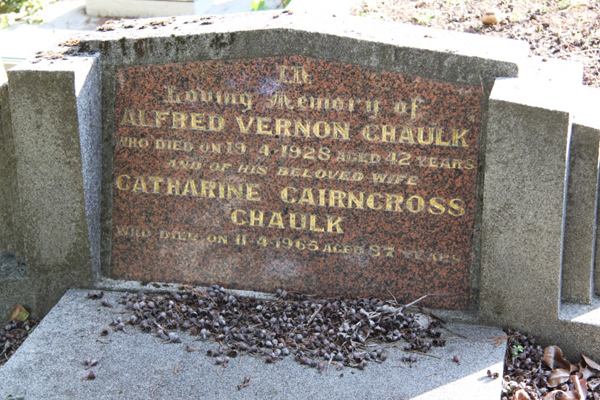 In
Loving Memory of
ALFRED VERNON CHAULK
WHO DIED ON 19-4-1928 AGED 42 YEARS
AND OF HIS BELOVED WIFE
CATHARINE CAIRNCROSS
CHAULK
WHO DIED ON 11-4-1965 AGED 87 YEARS